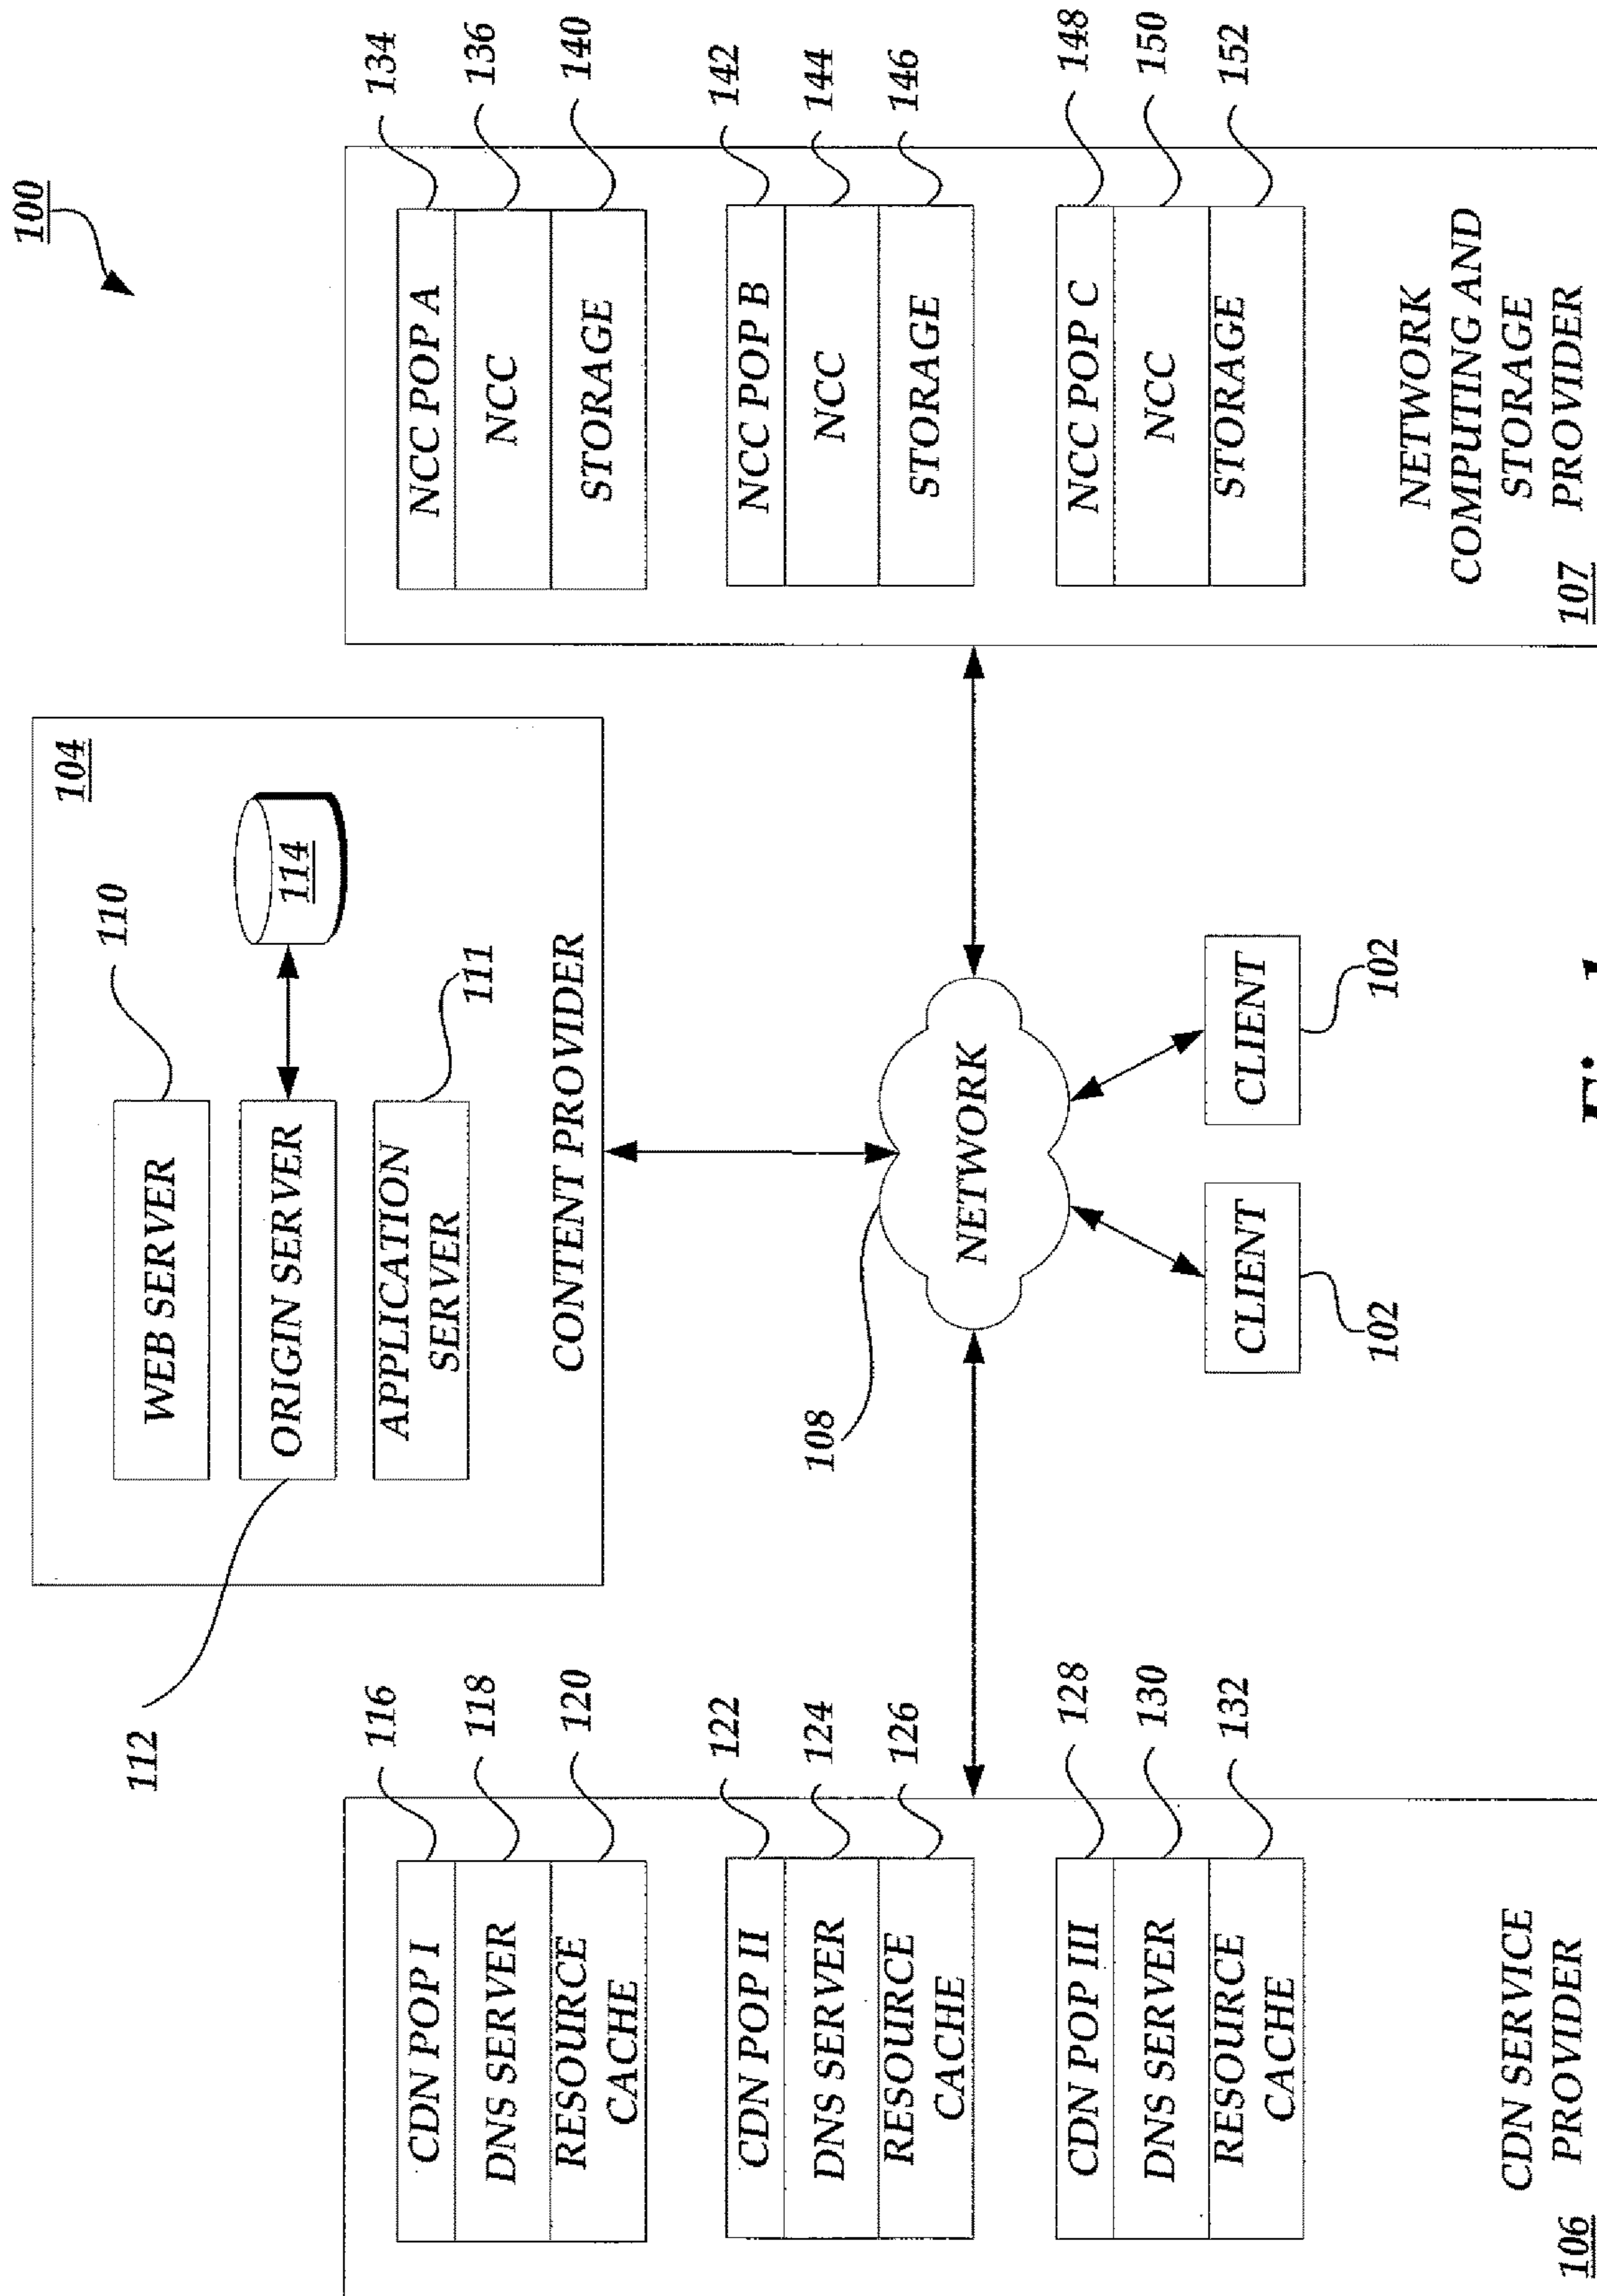 100
104
WEB SERVER
110
ORIGIN SERVER
112
114
APPLICATION
SERVER
111
CONTENT PROVIDER
CDN POP I
116
DNS SERVER
118
RESOURCE
CACHE
120
CDN POP II
122
DNS SERVER
124
RESOURCE
CACHE
126
CDN POP III
128
DNS SERVER
130
RESOURCE
CACHE
132
CDN SERVICE
PROVIDER
106
108
NETWORK
CLIENT
102
CLIENT
102
NCC POP A
134
NCC
136
STORAGE
140
NCC POP B
142
NCC
144
STORAGE
146
NCC POP C
148
NCC
150
STORAGE
152
NETWORK
COMPUTING AND
STORAGE
PROVIDER
107